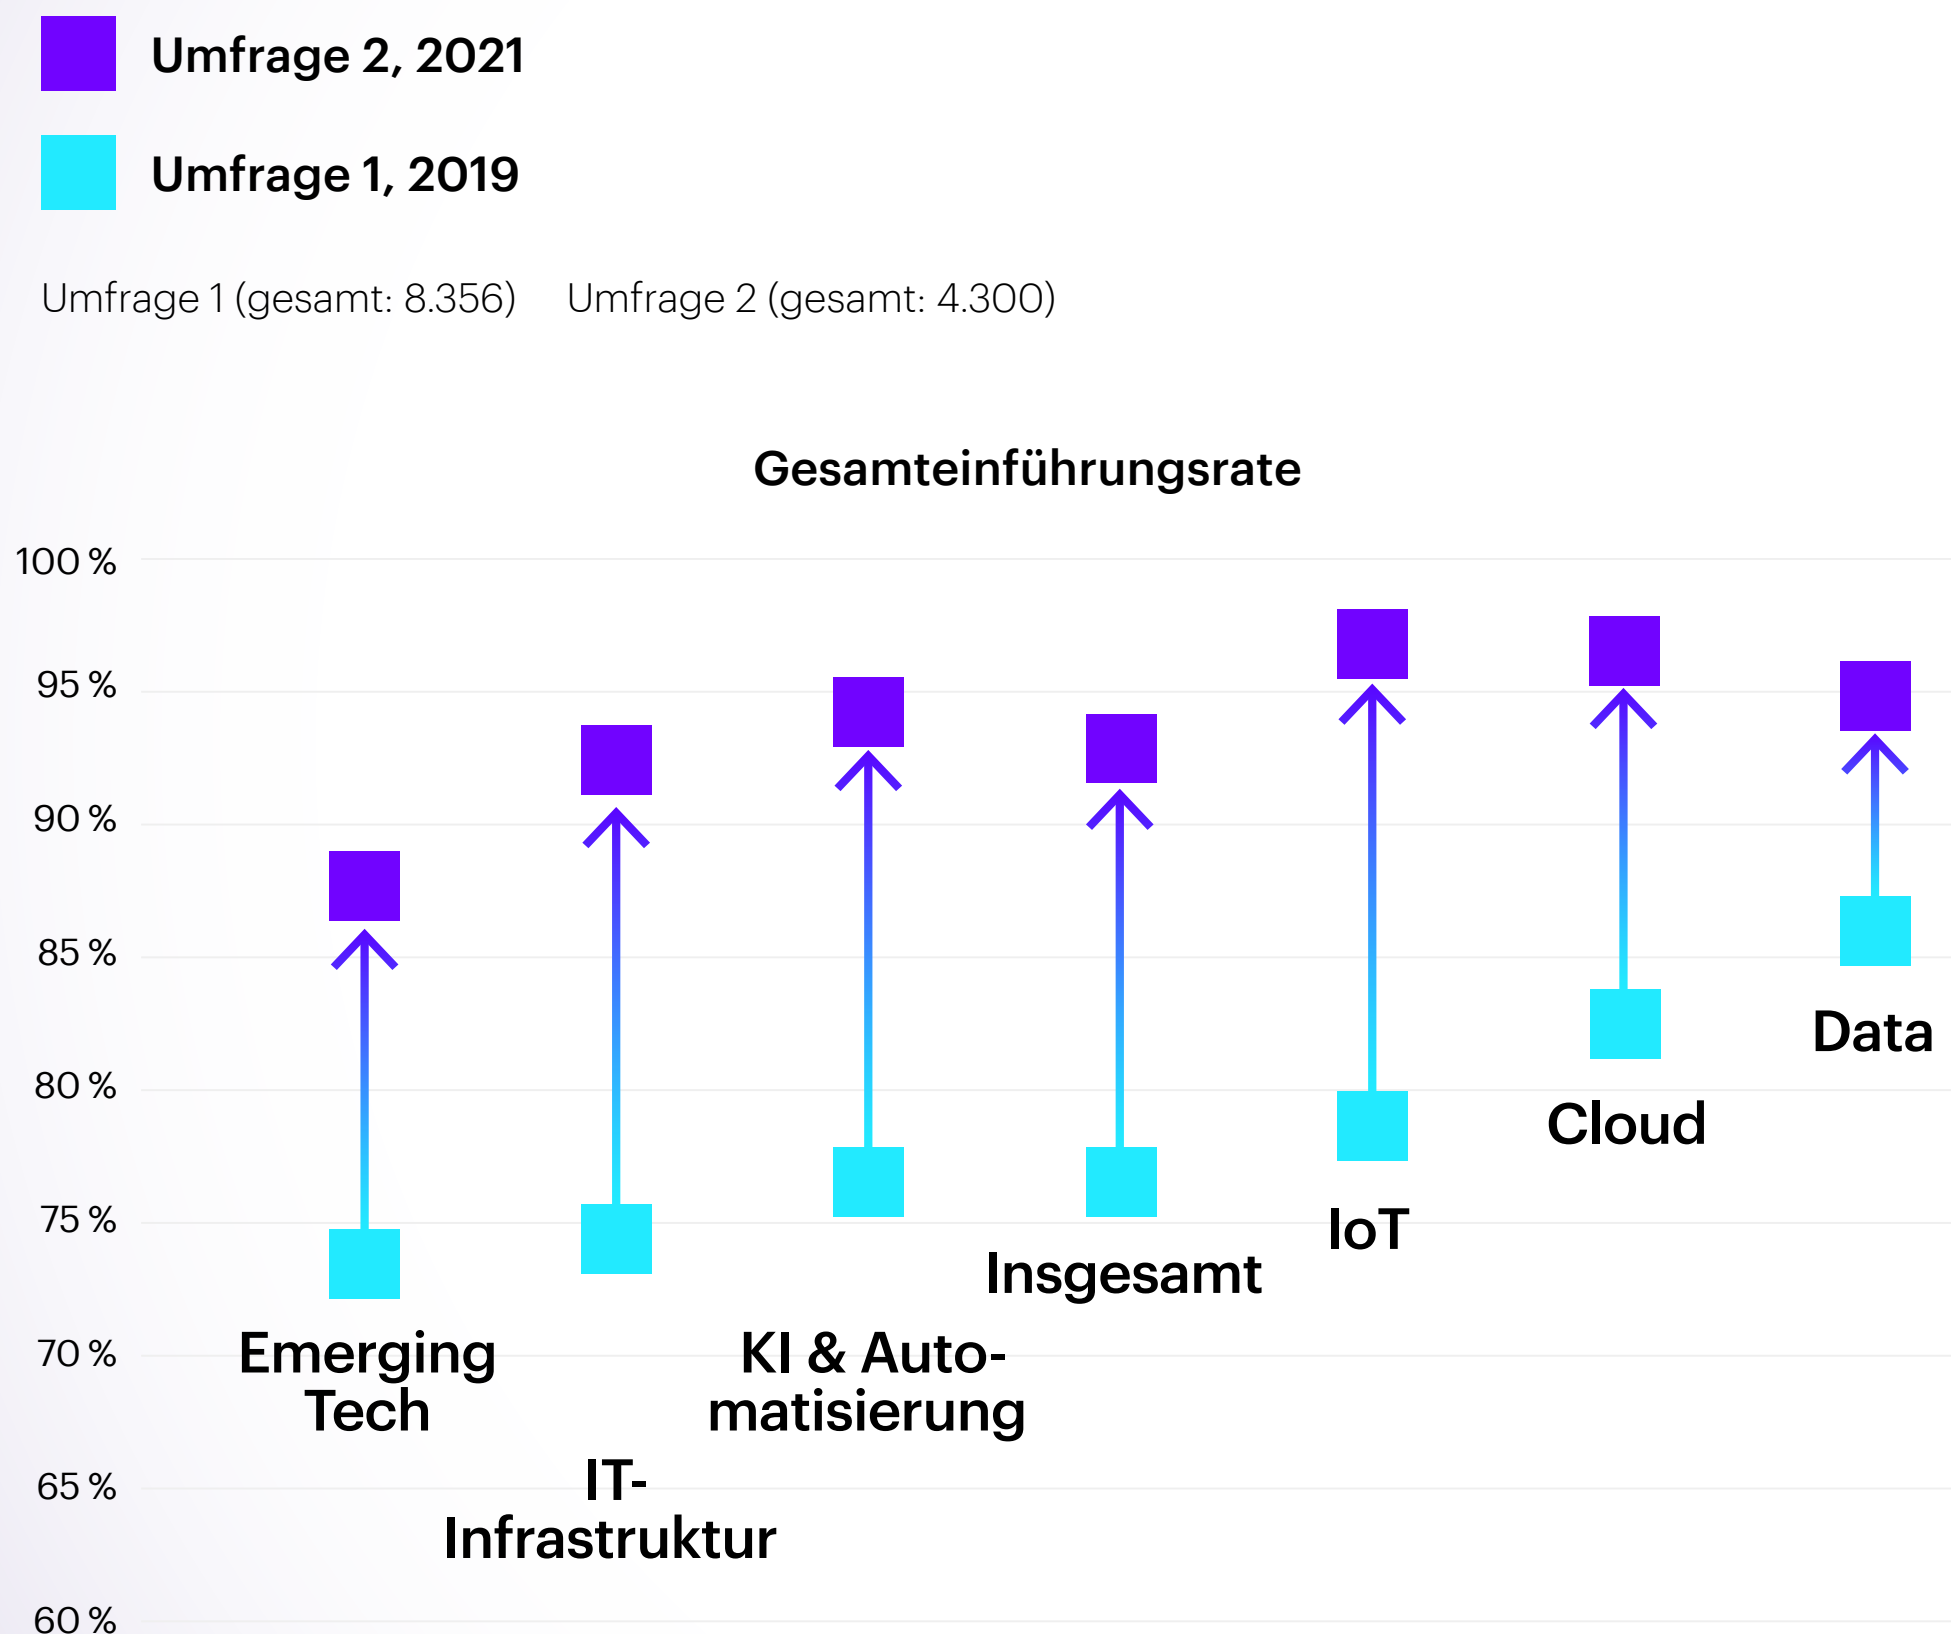 Umfrage 2, 2021
Umfrage 1, 2019
Umfrage 1 (gesamt: 8.356) Umfrage 2 (gesamt: 4.300)
Gesamteinführungsrate
100 %
95 %
90 %
85 %
80 %
75 %
70 %
65 %
60 %
Emerging
Tech
IT-
Infrastruktur
KI & Auto-
matisierung
Insgesamt
IoT
Cloud
Data